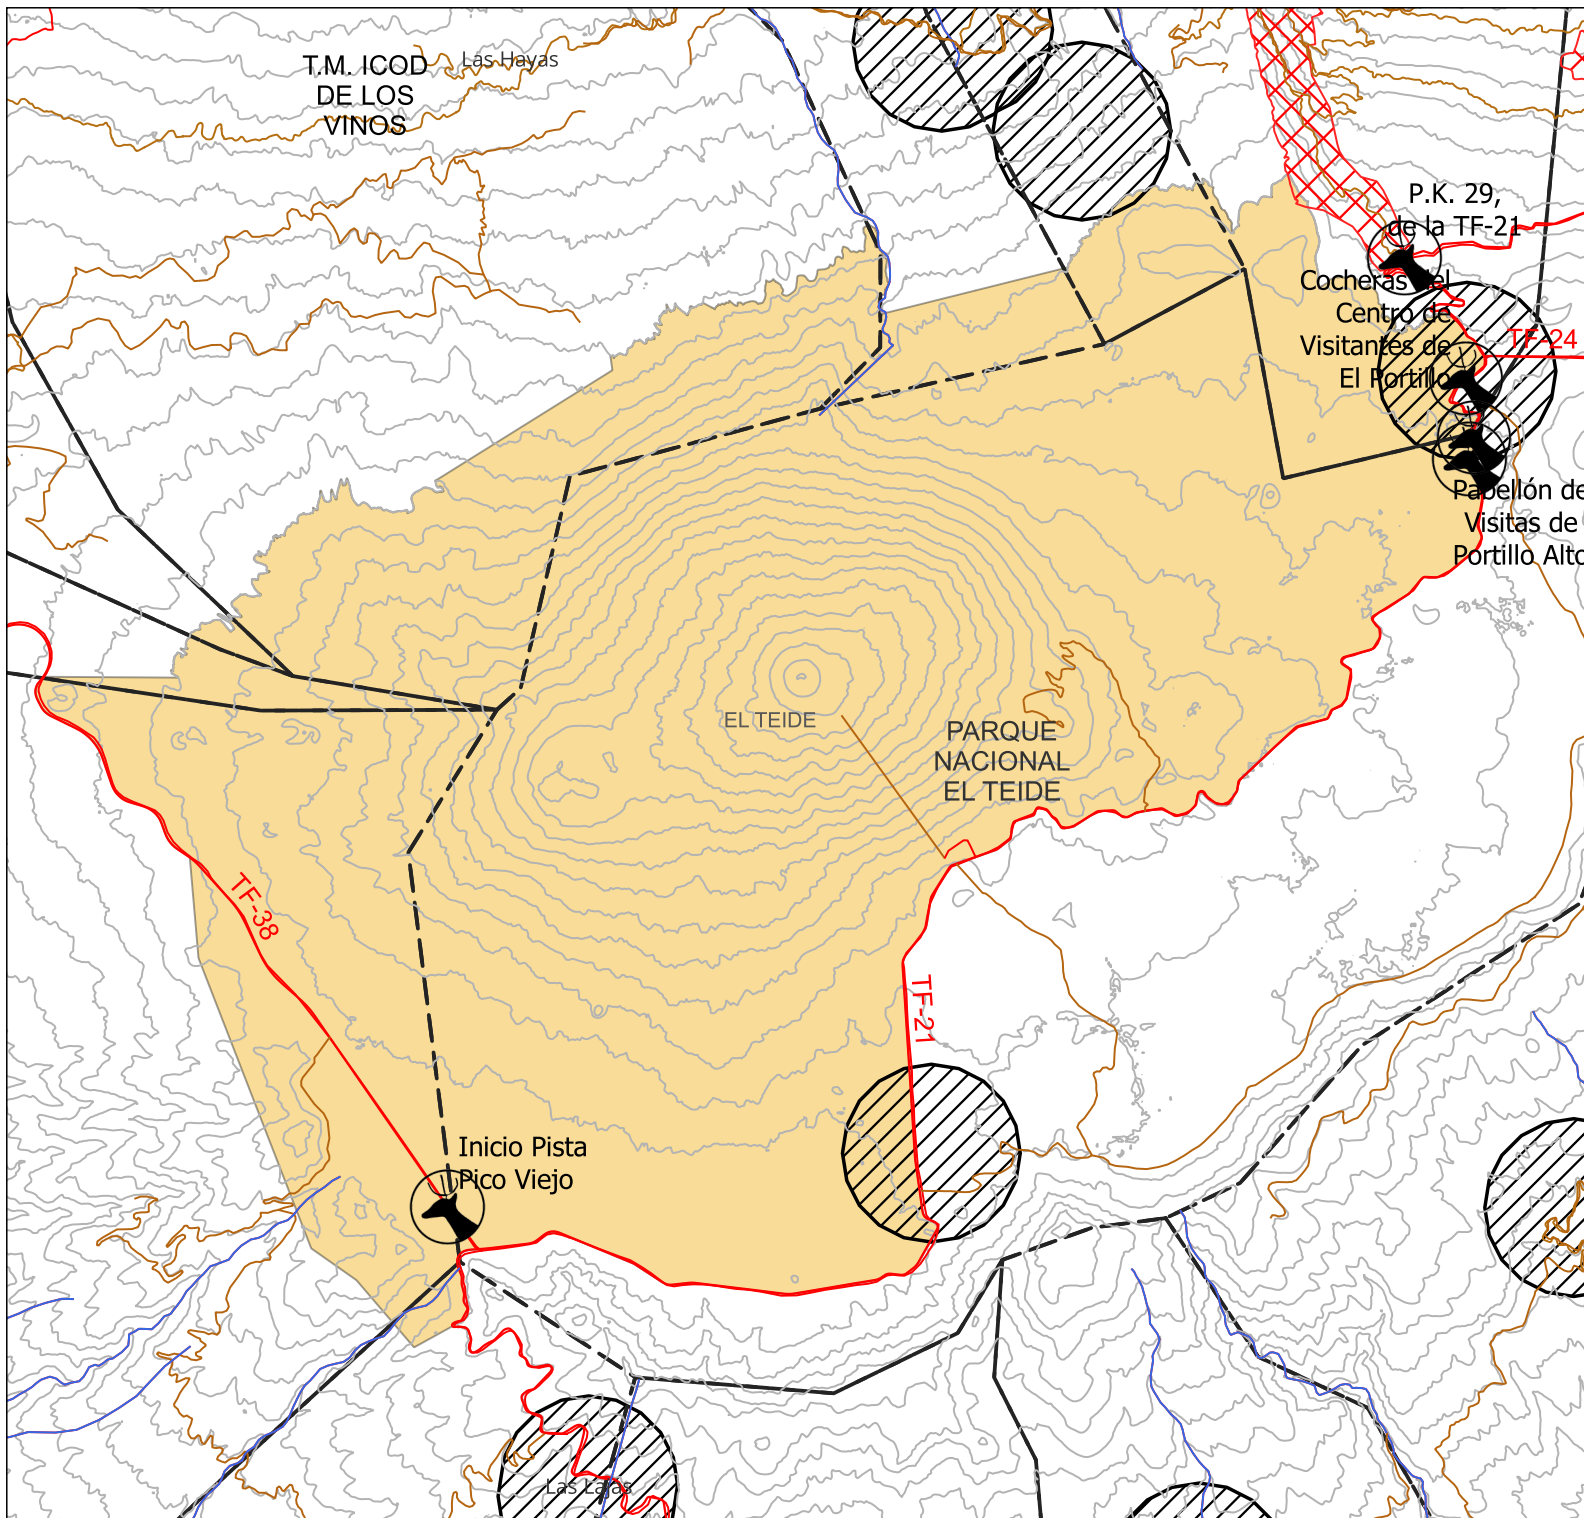 T.M. ICOD
DE LOS
VINOS
Las Hayas
P.K. 29,
de la TF-21
Cocheras del
Centro de
Visitantes de
El Portillo
TF-24
Pabellón de
Visitas de
Portillo Alto
EL TEIDE
PARQUE
NACIONAL
EL TEIDE
TF-38
TF-21
Inicio Pista
Pico Viejo
Las Lajas